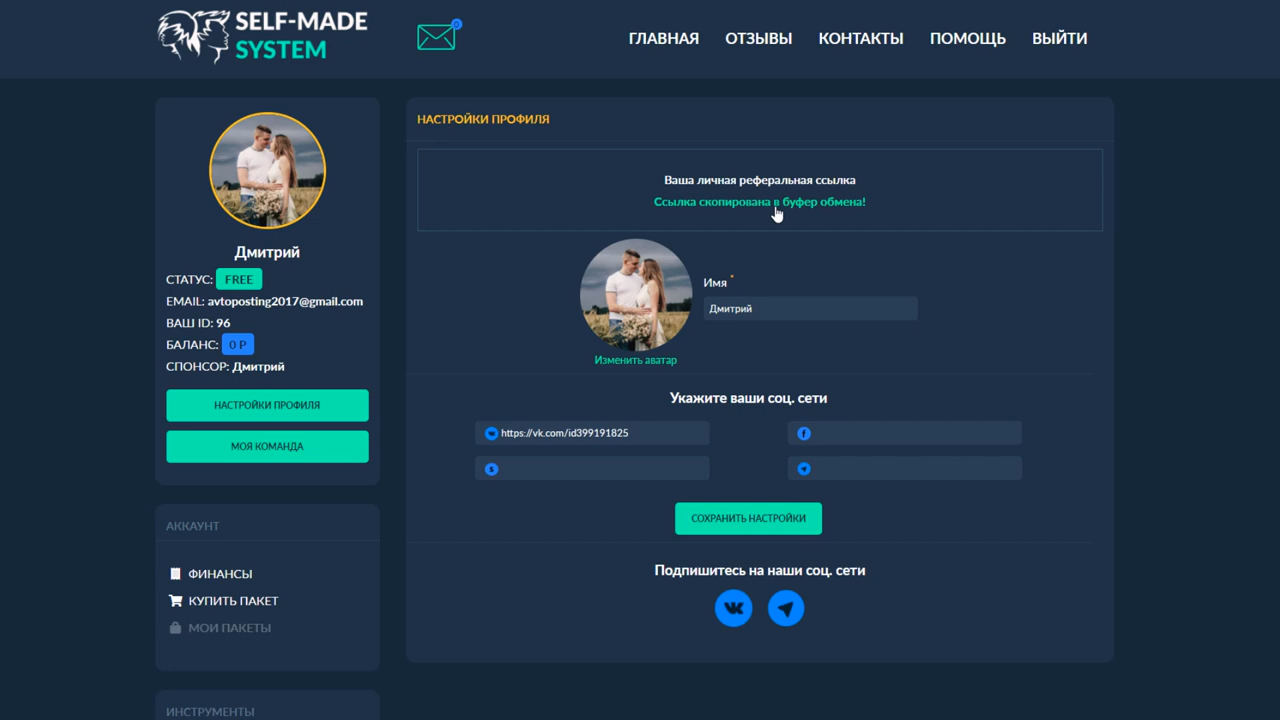 SELF-MADE
SYSTEM
0
ГЛАВНАЯ
ОТЗЫВЫ
КОНТАКТЫ
ПОМОЩЬ
ВЫЙТИ
Дмитрий
СТАТУС: FREE
EMAIL: avtoposting2017@gmail.com
ВАШ ID: 96
БАЛАНС: 0 Р
СПОНСОР: Дмитрий
НАСТРОЙКИ ПРОФИЛЯ
МОЯ КОМАНДА
АККАУНТ
ФИНАНСЫ
КУПИТЬ ПАКЕТ
МОИ ПАКЕТЫ
ИНСТРУМЕНТЫ
НАСТРОЙКИ ПРОФИЛЯ
Ваша личная реферальная ссылка
Ссылка скопирована в буфер обмена!
Имя *
Дмитрий
Изменить аватар
Укажите ваши соц. сети
https://vk.com/id399191825
СОХРАНИТЬ НАСТРОЙКИ
Подпишитесь на наши соц. сети